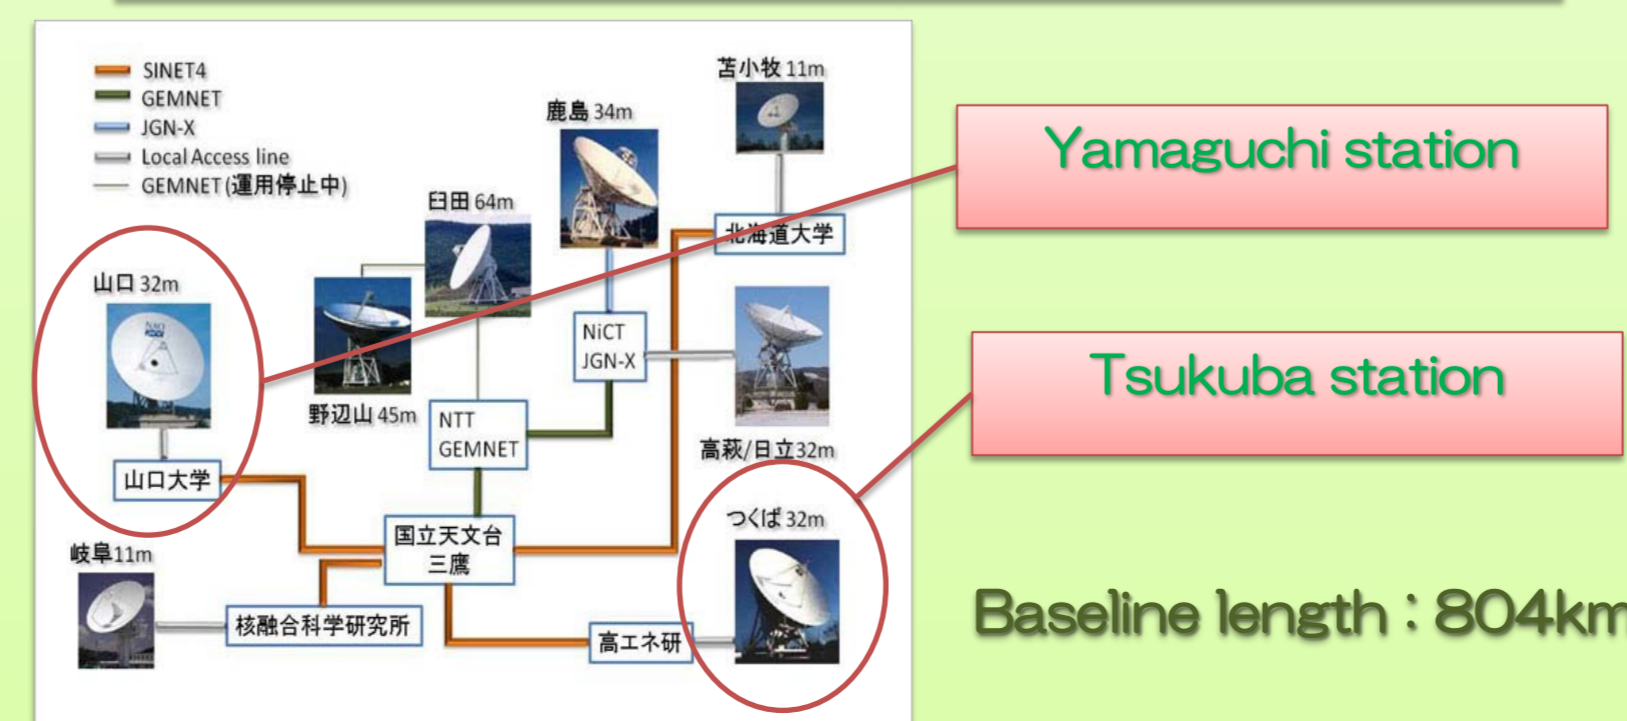 SINET4
GEMNET
JGN-X
Local Access line
GEMNET (運用停止中)
苫小牧 11m
鹿島 34m
臼田 64m
北海道大学
山口 32m
NiCT
JGN-X
野辺山 45m
NTT
GEMNET
高萩/日立32m
山口大学
つくば 32m
国立天文台
三鷹
岐阜11m
核融合科学研究所
高エネ研
Yamaguchi station
Tsukuba station
Baseline length : 804km